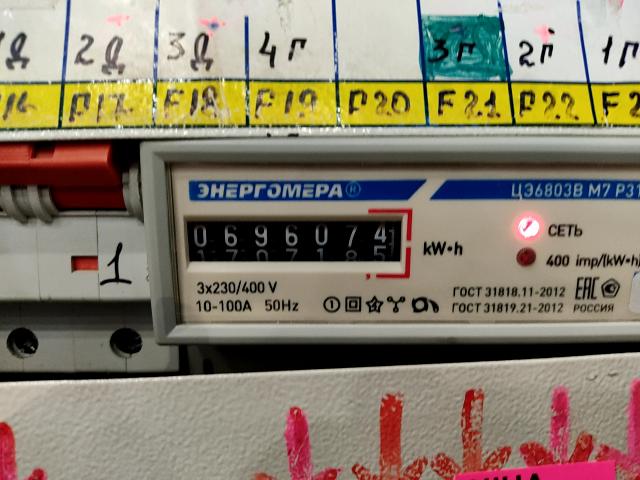 2Д 3Д 4Г 3Г 2Г 1Г
F17 F18 F19 F20 F21 F22
ЭНЕРГОМЕРА®
ЦЭ6803В М7 Р31
0696074
kW•h
СЕТЬ
400 imp/(kW•h)
3x230/400 V
10-100A 50Hz
ГОСТ 31818.11-2012
ГОСТ 31819.21-2012
EAC
РОССИЯ
1